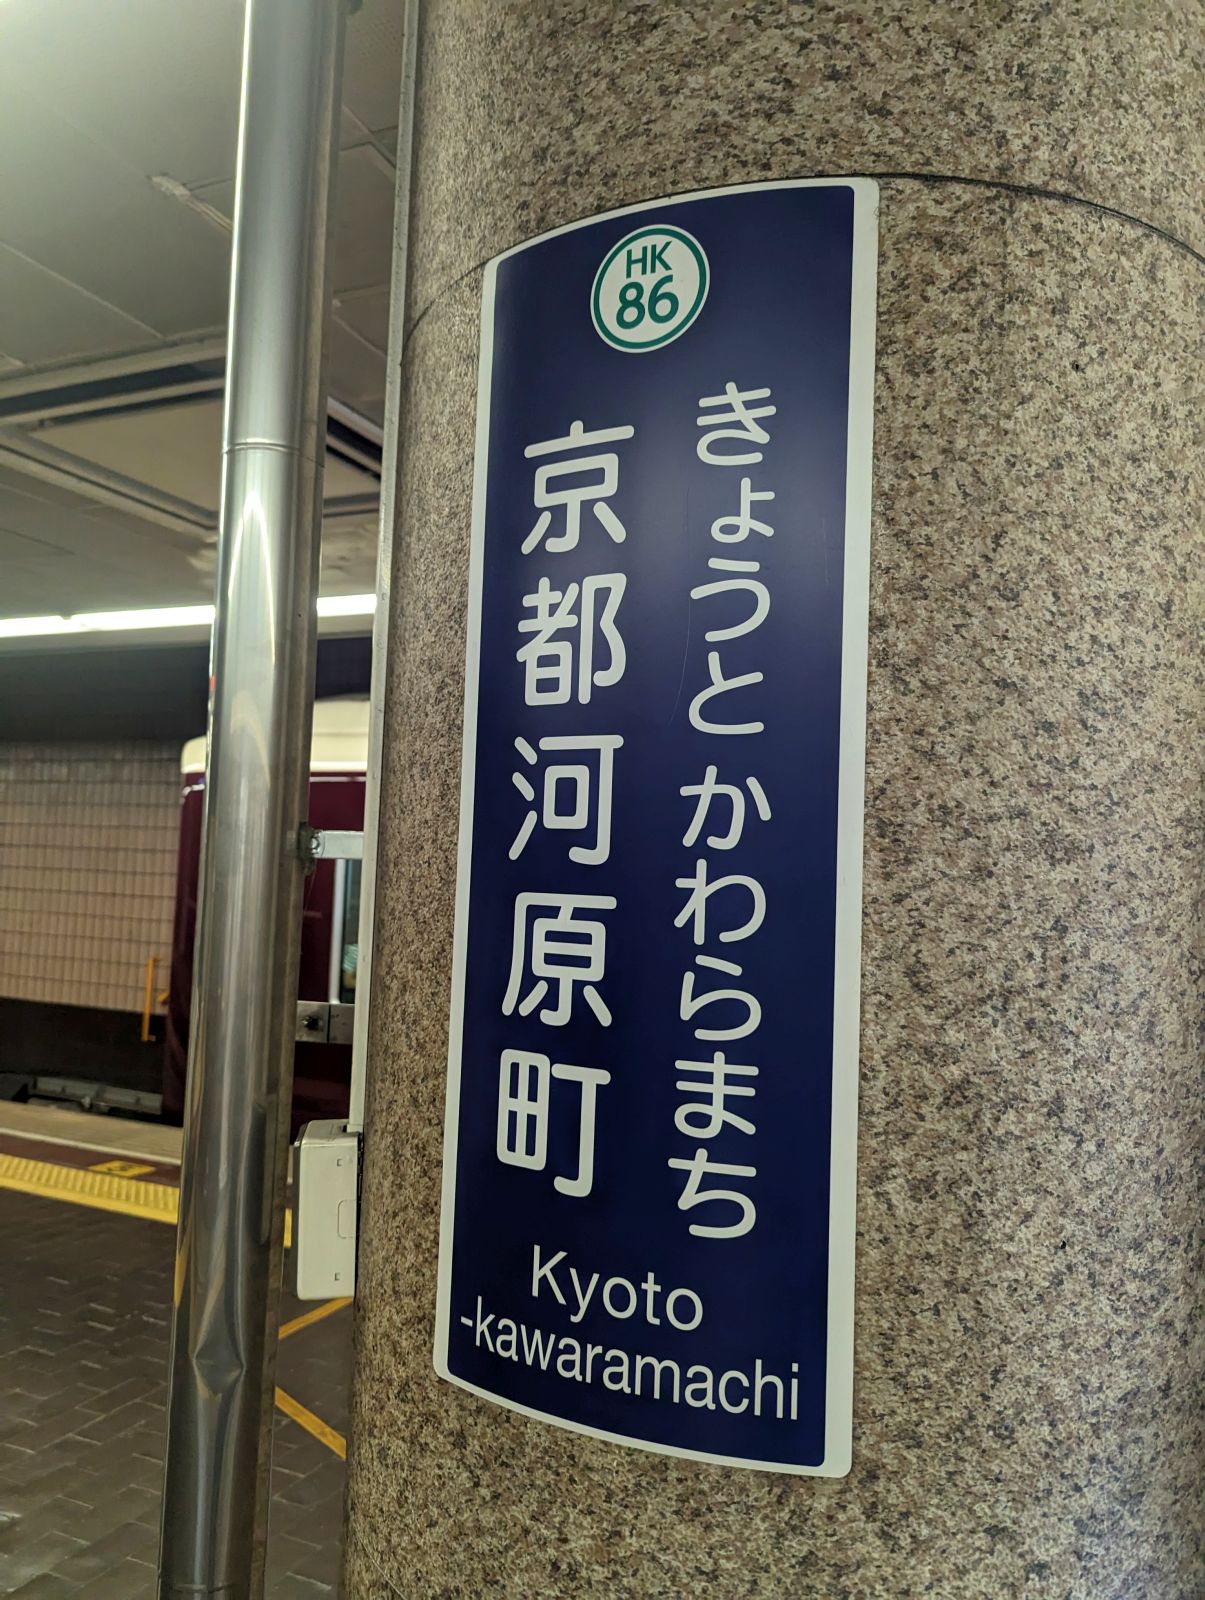 HK
86
きょうと かわらまち
京都河原町
Kyoto
-kawaramachi